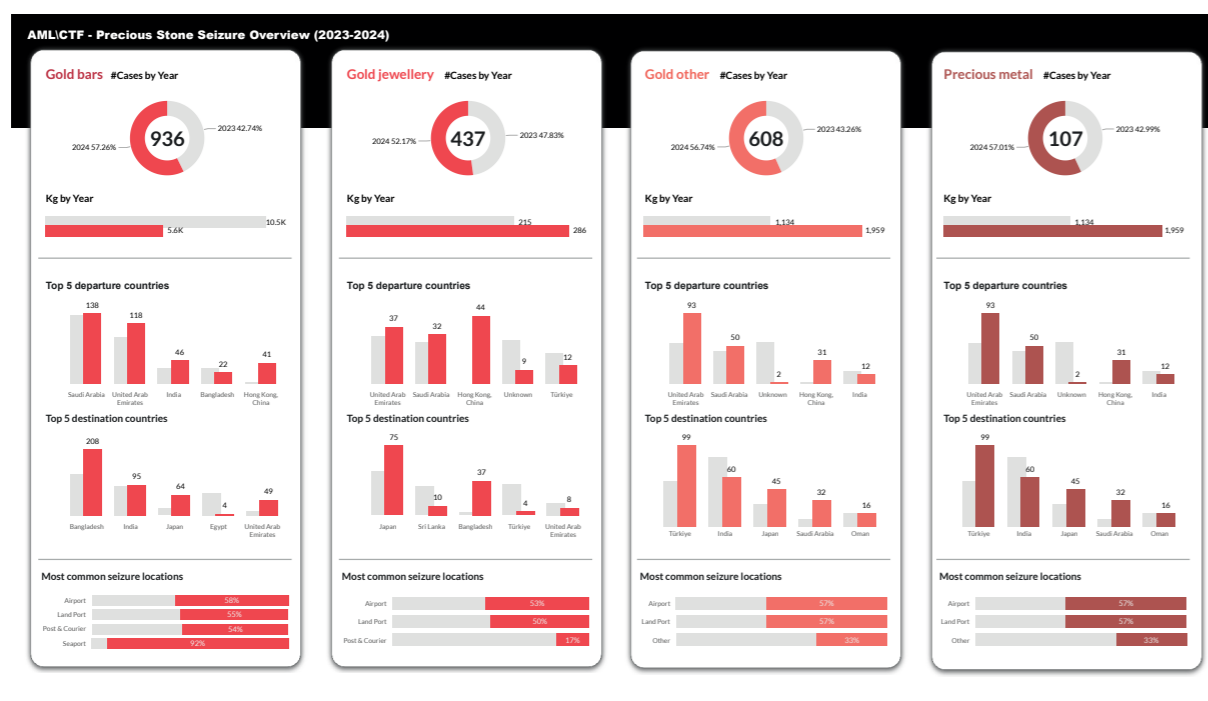 AML\CTF - Precious Stone Seizure Overview (2023-2024)
Gold bars #Cases by Year
936
2023 42.74%
2024 57.26%
Kg by Year
10.5K
5.6K
Top 5 departure countries
138
118
46
22
41
Saudi Arabia
United Arab
Emirates
India
Bangladesh
Hong Kong,
China
Top 5 destination countries
208
95
64
4
49
Bangladesh
India
Japan
Egypt
United Arab
Emirates
Most common seizure locations
Airport 58%
Land Port 55%
Post & Courier 54%
Seaport 92%
Gold jewellery #Cases by Year
437
2023 47.83%
2024 52.17%
Kg by Year
215
286
Top 5 departure countries
37
32
44
9
12
United Arab
Emirates
Saudi Arabia
Hong Kong,
China
Unknown
Türkiye
Top 5 destination countries
75
10
37
4
8
Japan
Sri Lanka
Bangladesh
Türkiye
United Arab
Emirates
Most common seizure locations
Airport 53%
Land Port 50%
Post & Courier 17%
Gold other #Cases by Year
608
2023 43.26%
2024 56.74%
Kg by Year
1,134
1,959
Top 5 departure countries
93
50
2
31
12
United Arab
Emirates
Saudi Arabia
Unknown
Hong Kong,
China
India
Top 5 destination countries
99
60
45
32
16
Türkiye
India
Japan
Saudi Arabia
Oman
Most common seizure locations
Airport 57%
Land Port 57%
Other 33%
Precious metal #Cases by Year
107
2023 42.99%
2024 57.01%
Kg by Year
1,134
1,959
Top 5 departure countries
93
50
2
31
12
United Arab
Emirates
Saudi Arabia
Unknown
Hong Kong,
China
India
Top 5 destination countries
99
60
45
32
16
Türkiye
India
Japan
Saudi Arabia
Oman
Most common seizure locations
Airport 57%
Land Port 57%
Other 33%